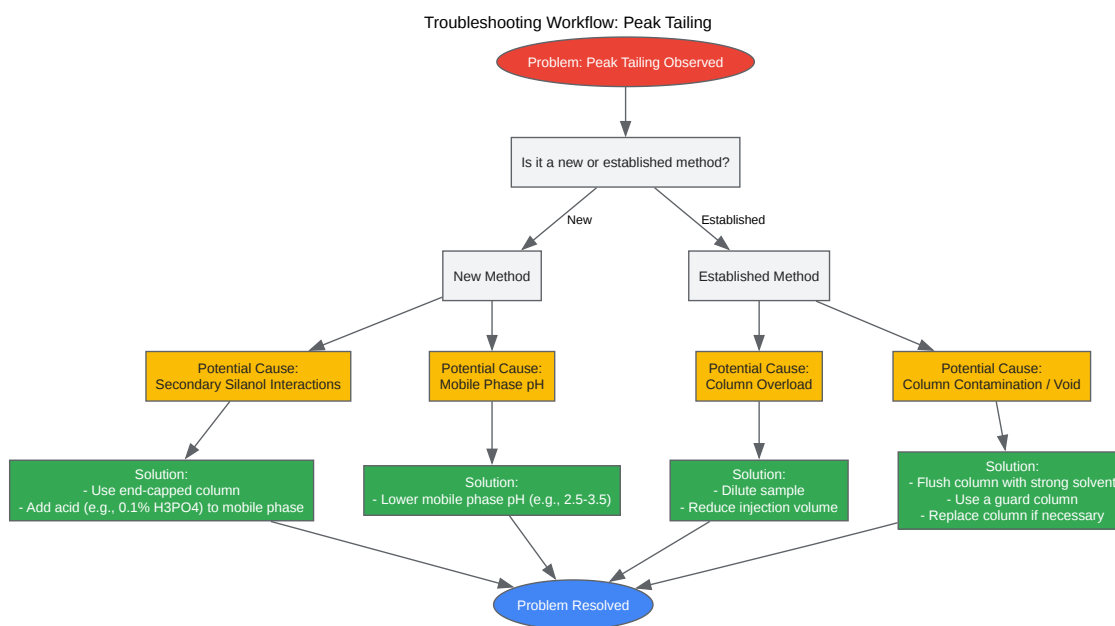 Troubleshooting Workflow: Peak Tailing
Problem: Peak Tailing Observed
Is it a new or established method?
New
Established
New Method
Established Method
Potential Cause:
Secondary Silanol Interactions
Potential Cause:
Mobile Phase pH
Potential Cause:
Column Overload
Potential Cause:
Column Contamination / Void
Solution:
- Use end-capped column
- Add acid (e.g., 0.1% H3PO4) to mobile phase
Solution:
- Lower mobile phase pH (e.g., 2.5-3.5)
Solution:
- Dilute sample
- Reduce injection volume
Solution:
- Flush column with strong solvent
- Use a guard column
- Replace column if necessary
Problem Resolved